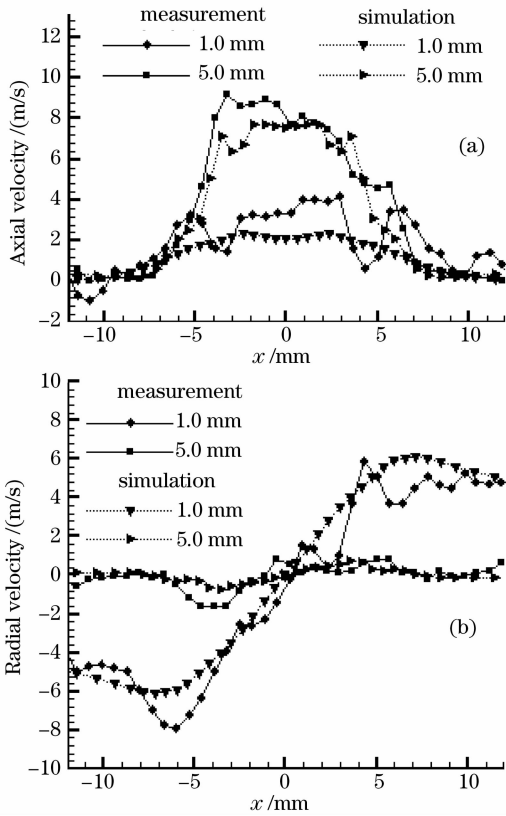 measurement simulation
1.0 mm 1.0 mm
5.0 mm 5.0 mm
Axial velocity /(m/s)
12
10
8
6
4
2
0
−2
(a)
−10 −5 0 5 10
x /mm
measurement
1.0 mm
5.0 mm
simulation
1.0 mm
5.0 mm
Radial velocity /(m/s)
10
8
6
4
2
0
−2
−4
−6
−8
−10
(b)
−10 −5 0 5 10
x /mm